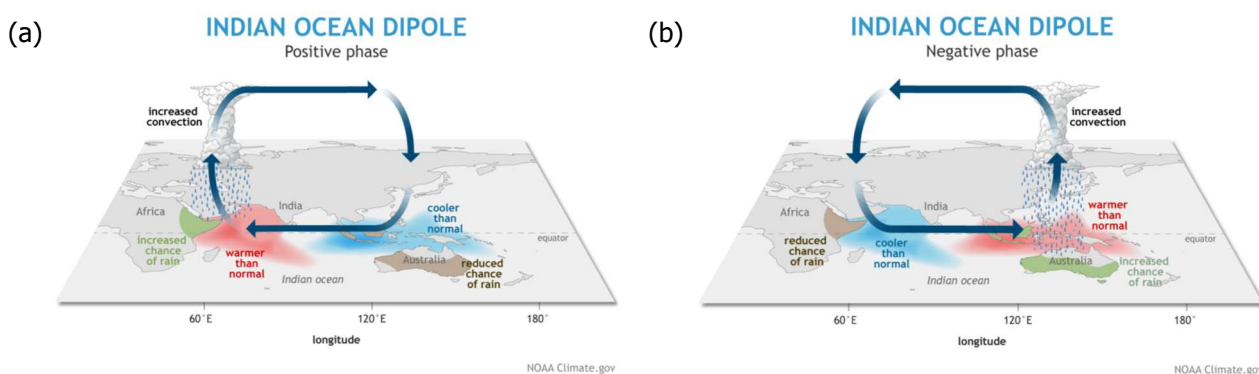 (a)
INDIAN OCEAN DIPOLE
Positive phase
increased
convection
Africa
India
cooler
than
normal
equator
increased
chance
of rain
warmer
than
normal
Australia
reduced
chance
of rain
Indian ocean
60°E
120°E
180°
longitude
NOAA Climate.gov
(b)
INDIAN OCEAN DIPOLE
Negative phase
increased
convection
Africa
India
warmer
than
normal
equator
reduced
chance
of rain
cooler
than
normal
Australia
increased
chance
of rain
Indian ocean
60°E
120°E
180°
longitude
NOAA Climate.gov